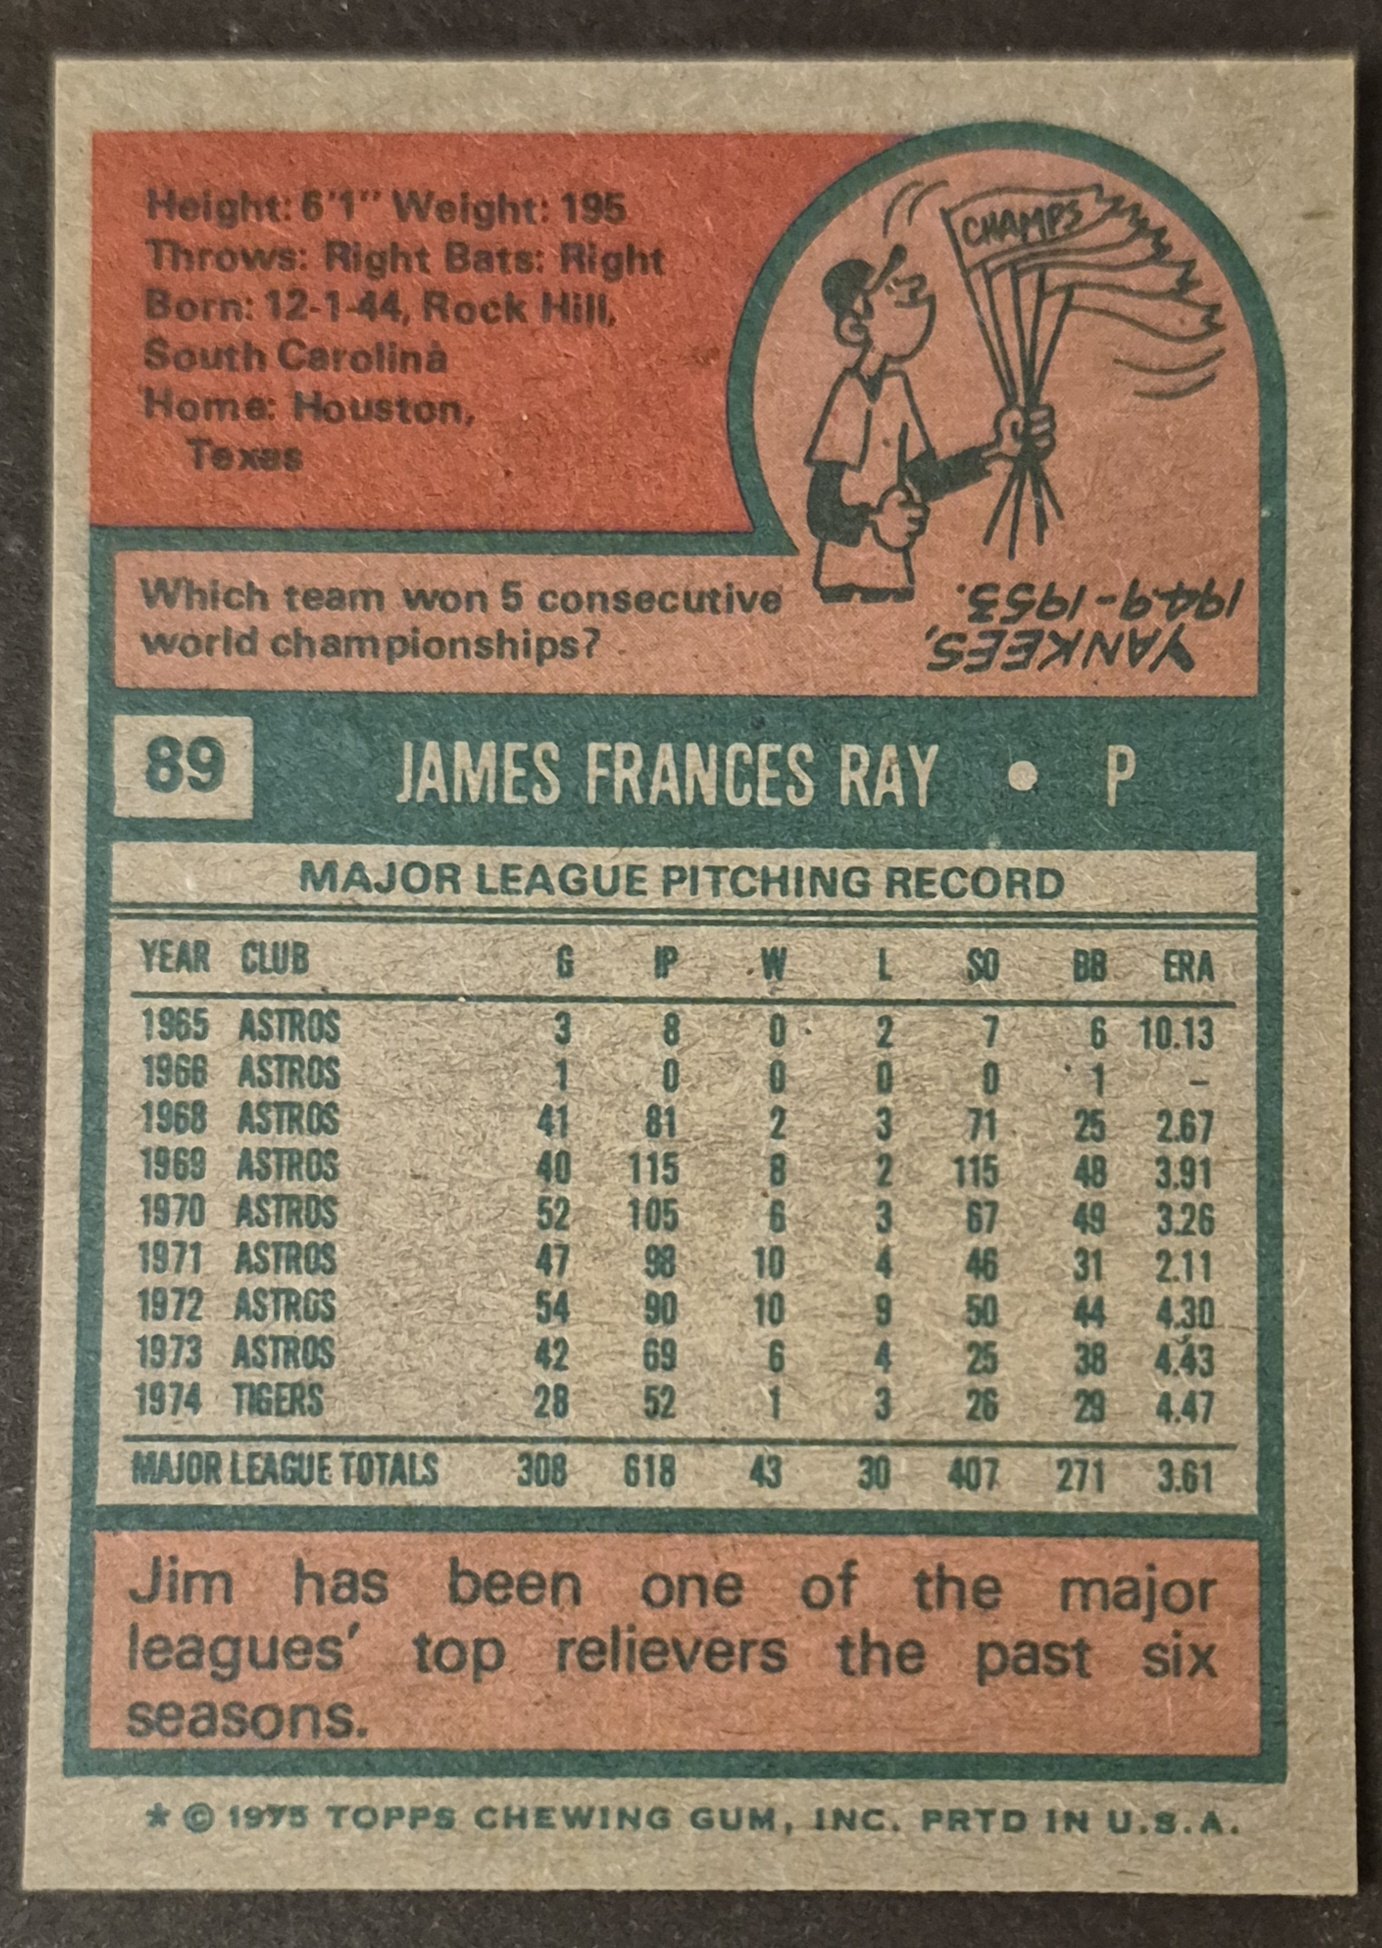 Height: 6'1" Weight: 195
Throws: Right Bats: Right
Born: 12-1-44, Rock Hill,
South Carolina
Home: Houston,
Texas
CHAMPS
Which team won 5 consecutive
world championships?
YANKEES,
1949-1953.
89 JAMES FRANCES RAY • P
MAJOR LEAGUE PITCHING RECORD
YEAR CLUB G IP W L SO BB ERA
1965 ASTROS 3 8 0 2 7 6 10.13
1966 ASTROS 1 0 0 0 0 1 –
1968 ASTROS 41 81 2 3 71 25 2.67
1969 ASTROS 40 115 8 2 115 48 3.91
1970 ASTROS 52 105 6 3 67 49 3.26
1971 ASTROS 47 98 10 4 46 31 2.11
1972 ASTROS 54 90 10 9 50 44 4.30
1973 ASTROS 42 69 6 4 25 38 4.43
1974 TIGERS 28 52 1 3 26 29 4.47
MAJOR LEAGUE TOTALS 308 618 43 30 407 271 3.61
Jim has been one of the major
leagues' top relievers the past six
seasons.
* © 1975 TOPPS CHEWING GUM, INC. PRTD IN U.S.A.